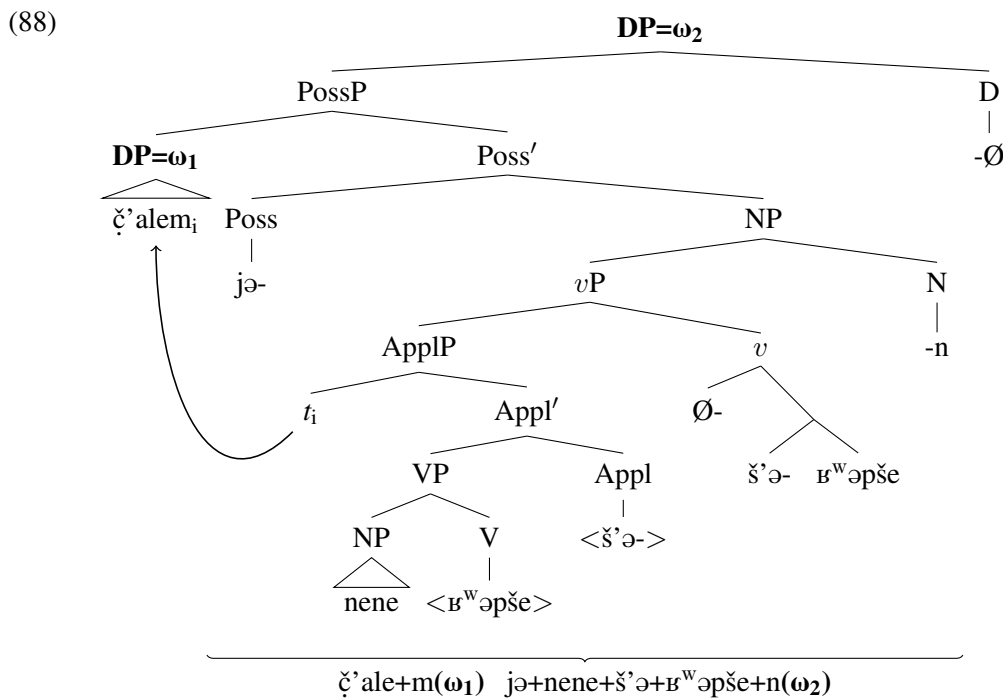 (88)
DP=ω₂
PossP D
DP=ω₁ Poss′ -Ø
č̣’alemᵢ Poss NP
jə- vP N
ApplP v -n
tᵢ Appl′ Ø-
VP Appl š’ə- ʁʷəpše
NP V <š’ə->
nene <ʁʷəpše>
č̣’ale+m(ω₁) jə+nene+š’ə+ʁʷəpše+n(ω₂)